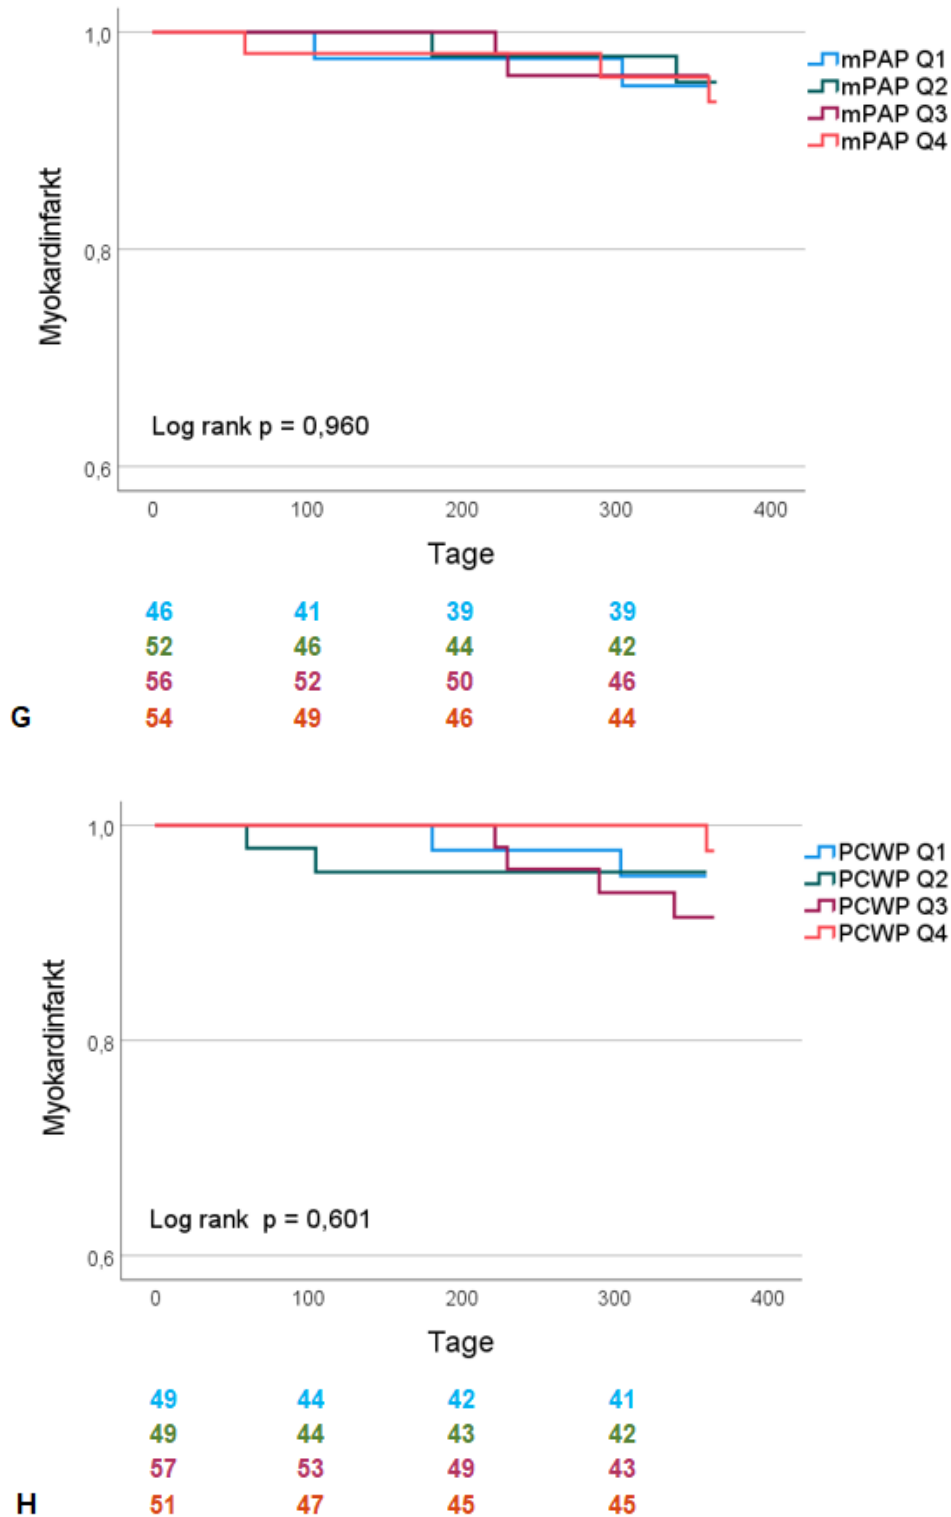 1,0
mPAP Q1
mPAP Q2
mPAP Q3
mPAP Q4
0,8
Myokardinfarkt
Log rank p = 0,960
0,6
0 100 200 300 400
Tage
46 41 39 39
52 46 44 42
56 52 50 46
G 54 49 46 44
1,0
PCWP Q1
PCWP Q2
PCWP Q3
PCWP Q4
0,8
Myokardinfarkt
Log rank p = 0,601
0,6
0 100 200 300 400
Tage
49 44 42 41
49 44 43 42
57 53 49 43
H 51 47 45 45